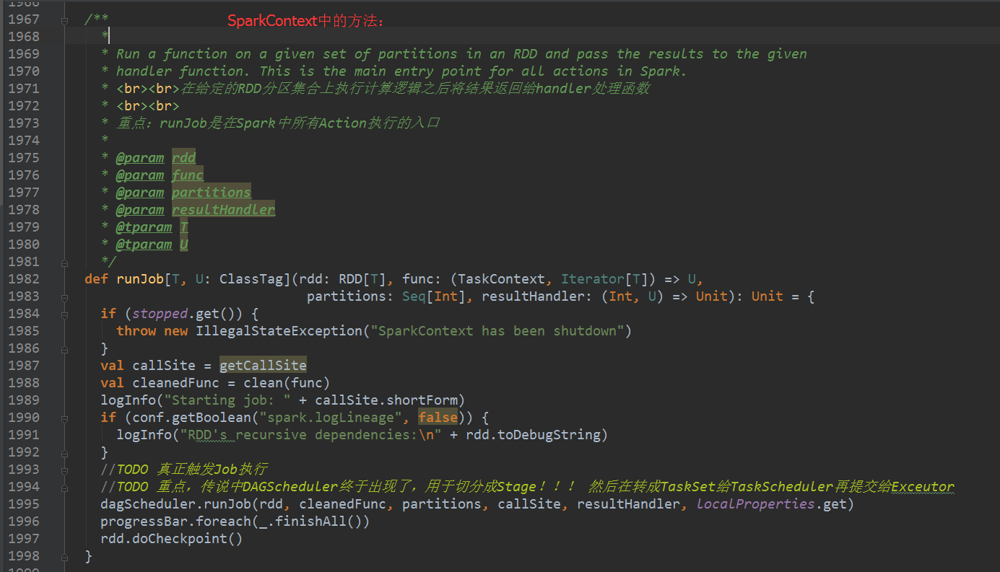 1966
1967 /** SparkContext中的方法：
1968 *
1969 * Run a function on a given set of partitions in an RDD and pass the results to the given
1970 * handler function. This is the main entry point for all actions in Spark.
1971 * <br><br>在给定的RDD分区集合上执行计算逻辑之后将结果返回给handler处理函数
1972 * <br><br>
1973 * 重点：runJob是在Spark中所有Action执行的入口
1974 *
1975 * @param rdd
1976 * @param func
1977 * @param partitions
1978 * @param resultHandler
1979 * @tparam T
1980 * @tparam U
1981 */
1982 def runJob[T, U: ClassTag](rdd: RDD[T], func: (TaskContext, Iterator[T]) => U,
1983 partitions: Seq[Int], resultHandler: (Int, U) => Unit): Unit = {
1984 if (stopped.get()) {
1985 throw new IllegalStateException("SparkContext has been shutdown")
1986 }
1987 val callSite = getCallSite
1988 val cleanedFunc = clean(func)
1989 logInfo("Starting job: " + callSite.shortForm)
1990 if (conf.getBoolean("spark.logLineage", false)) {
1991 logInfo("RDD's recursive dependencies:\n" + rdd.toDebugString)
1992 }
1993 //TODO 真正触发Job执行
1994 //TODO 重点，传说中DAGScheduler终于出现了，用于切分成Stage！！！ 然后在转成TaskSet给TaskScheduler再提交给Exceutor
1995 dagScheduler.runJob(rdd, cleanedFunc, partitions, callSite, resultHandler, localProperties.get)
1996 progressBar.foreach(_.finishAll())
1997 rdd.doCheckpoint()
1998 }